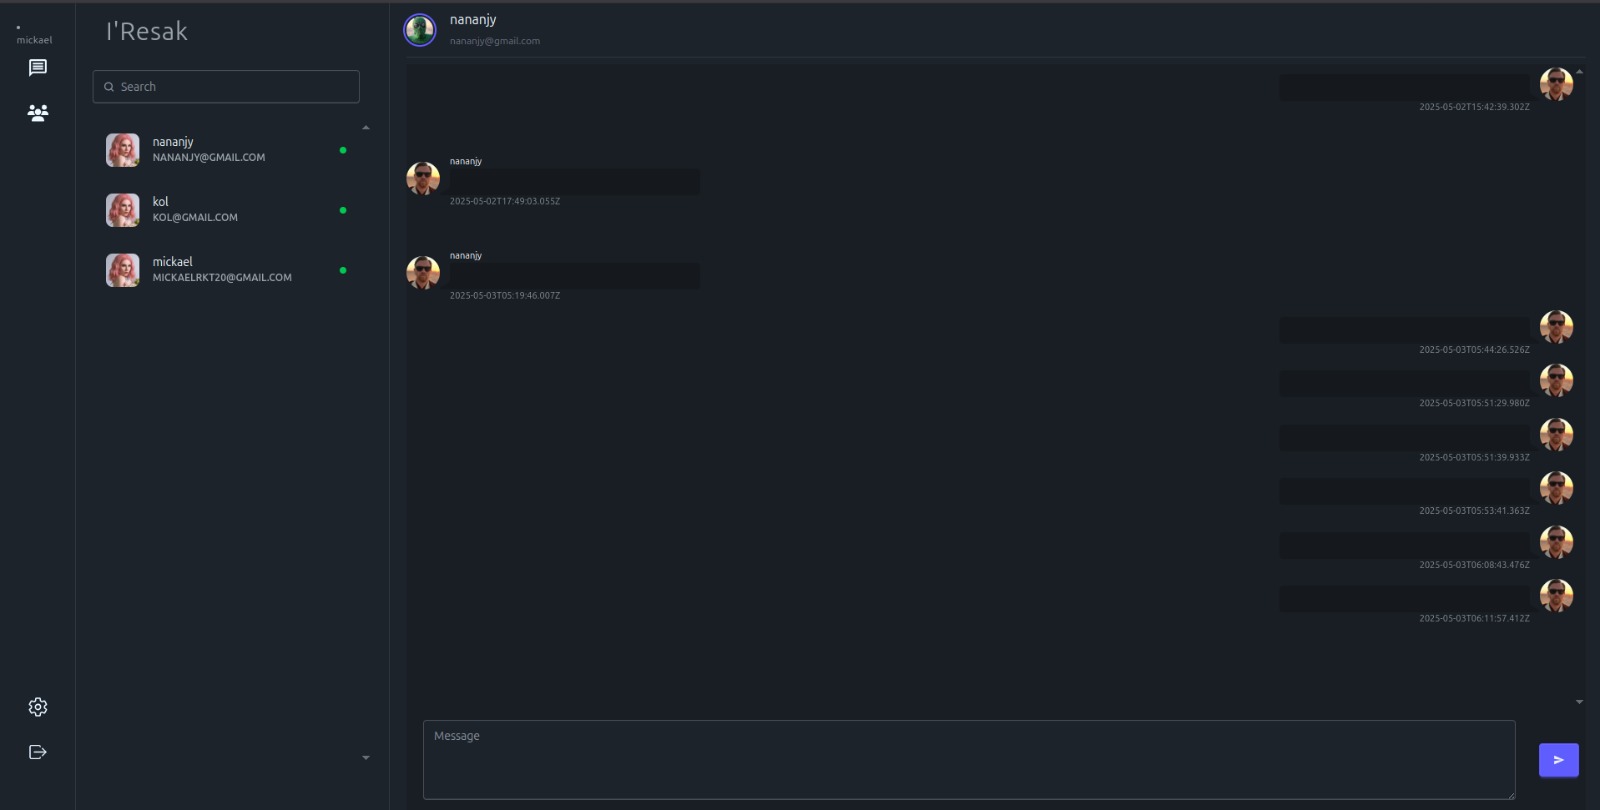 mickael
I'Resak
Search
nananjy
NANANJY@GMAIL.COM
kol
KOL@GMAIL.COM
mickael
MICKAELRKT20@GMAIL.COM
nananjy
nananjy@gmail.com
2025-05-02T15:42:39.302Z
nananjy
2025-05-02T17:49:03.055Z
nananjy
2025-05-03T05:19:46.007Z
2025-05-03T05:44:26.526Z
2025-05-03T05:51:29.980Z
2025-05-03T05:51:39.933Z
2025-05-03T05:53:41.363Z
2025-05-03T06:08:43.476Z
2025-05-03T06:11:57.412Z
Message